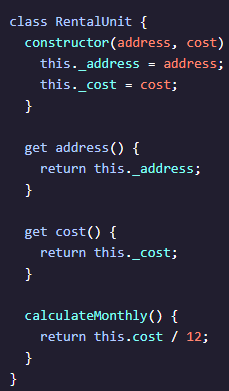 class RentalUnit {
  constructor(address, cost)
    this._address = address;
    this._cost = cost;
  }

  get address() {
    return this._address;
  }

  get cost() {
    return this._cost;
  }

  calculateMonthly() {
    return this.cost / 12;
  }
}